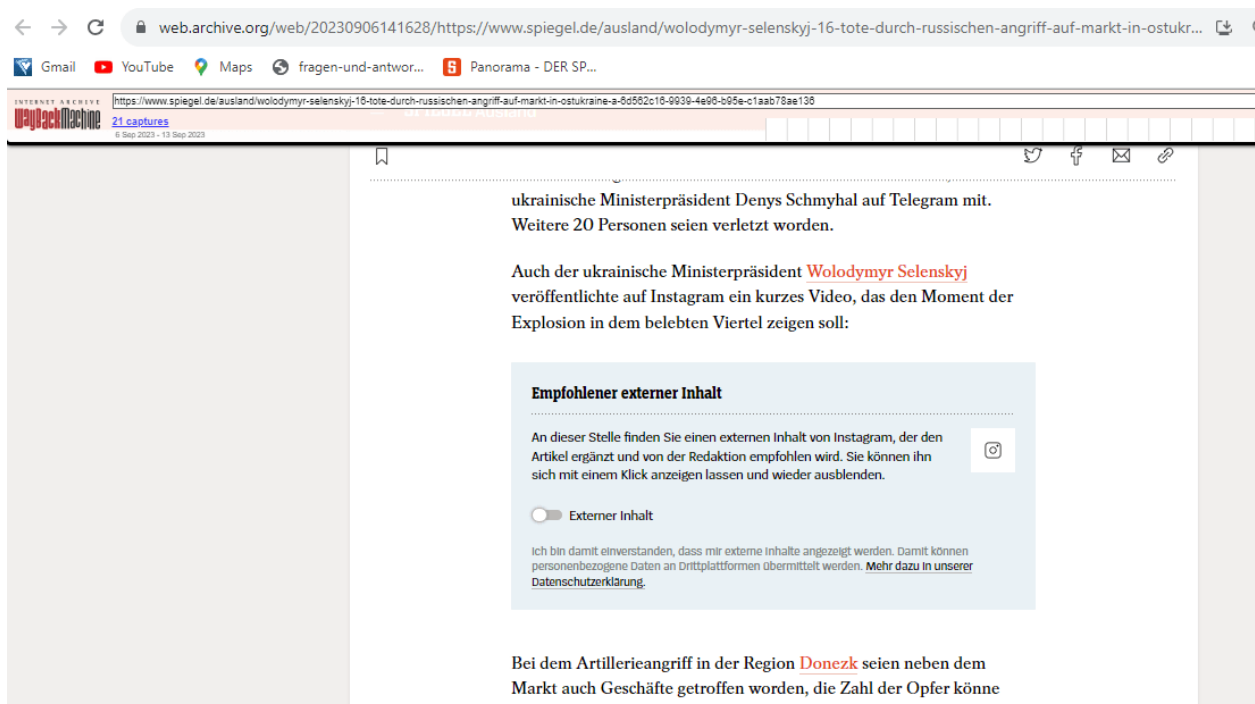 web.archive.org/web/20230906141628/https://www.spiegel.de/ausland/wolodymyr-selenskyj-16-tote-durch-russischen-angriff-auf-markt-in-ostukr...
Gmail YouTube Maps fragen-und-antwor... Panorama - DER SP...
INTERNET ARCHIVE
WayBackMachine
https://www.spiegel.de/ausland/wolodymyr-selenskyj-16-tote-durch-russischen-angriff-auf-markt-in-ostukraine-a-6d562c16-9939-4e96-b95e-c1aab78ae136
21 captures
6 Sep 2023 - 13 Sep 2023
ukrainische Ministerpräsident Denys Schmyhal auf Telegram mit.
Weitere 20 Personen seien verletzt worden.
Auch der ukrainische Ministerpräsident Wolodymyr Selenskyj
veröffentlichte auf Instagram ein kurzes Video, das den Moment der
Explosion in dem belebten Viertel zeigen soll:
Empfohlener externer Inhalt
An dieser Stelle finden Sie einen externen Inhalt von Instagram, der den
Artikel ergänzt und von der Redaktion empfohlen wird. Sie können ihn
sich mit einem Klick anzeigen lassen und wieder ausblenden.
Externer Inhalt
Ich bin damit einverstanden, dass mir externe Inhalte angezeigt werden. Damit können
personenbezogene Daten an Drittplattformen übermittelt werden. Mehr dazu in unserer
Datenschutzerklärung.
Bei dem Artillerieangriff in der Region Donezk seien neben dem
Markt auch Geschäfte getroffen worden, die Zahl der Opfer könne